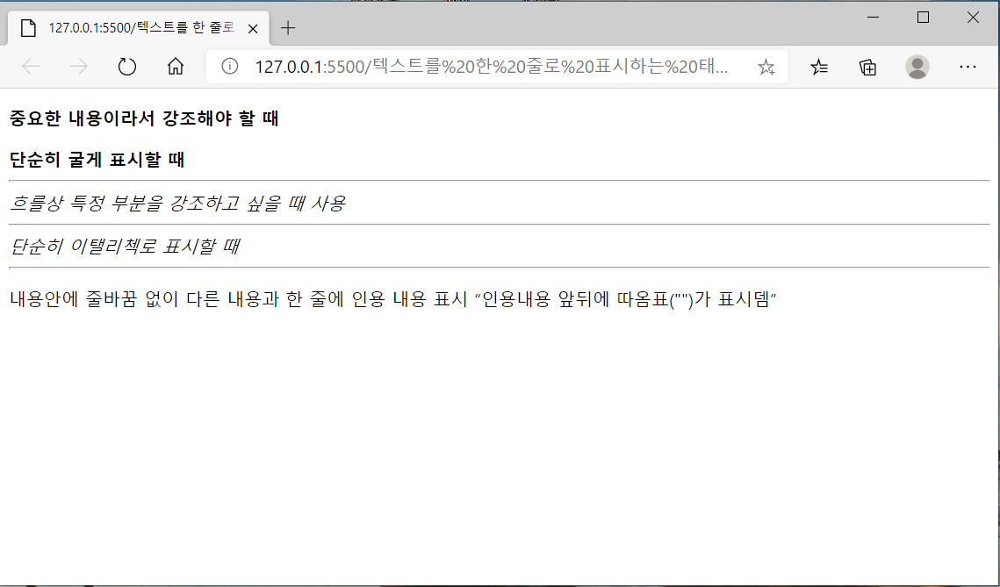 127.0.0.1:5500/텍스트를 한 줄로
127.0.0.1:5500/텍스트를%20한%20줄로%20표시하는%20태...
중요한 내용이라서 강조해야 할 때
단순히 굴게 표시할 때
흐를상 특정 부분을 강조하고 싶을 때 사용
단순히 이탤리첵로 표시할 때
내용안에 줄바꿈 없이 다른 내용과 한 줄에 인용 내용 표시 “인용내용 앞뒤에 따옴표("")가 표시뎀”